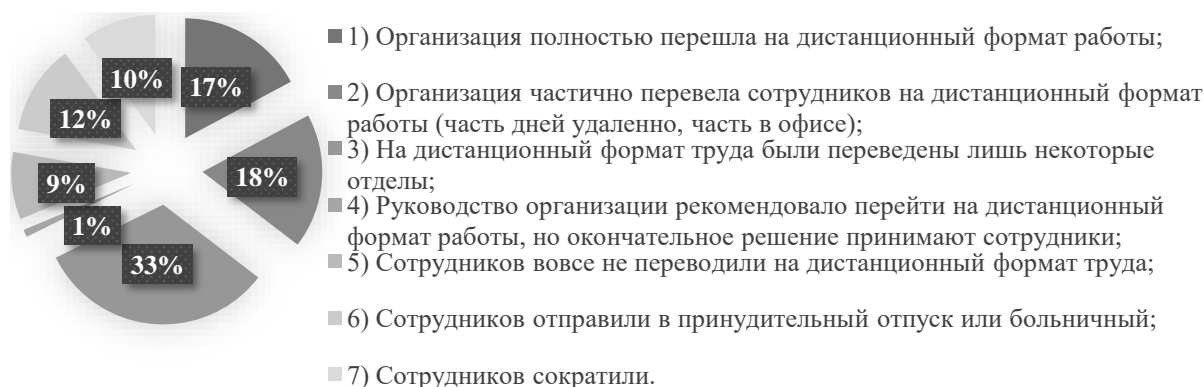 10%
17%
12%
9%
18%
1%
33%
1) Организация полностью перешла на дистанционный формат работы;
2) Организация частично перевела сотрудников на дистанционный формат
работы (часть дней удаленно, часть в офисе);
3) На дистанционный формат труда были переведены лишь некоторые
отделы;
4) Руководство организации рекомендовало перейти на дистанционный
формат работы, но окончательное решение принимают сотрудники;
5) Сотрудников вовсе не переводили на дистанционный формат труда;
6) Сотрудников отправили в принудительный отпуск или больничный;
7) Сотрудников сократили.